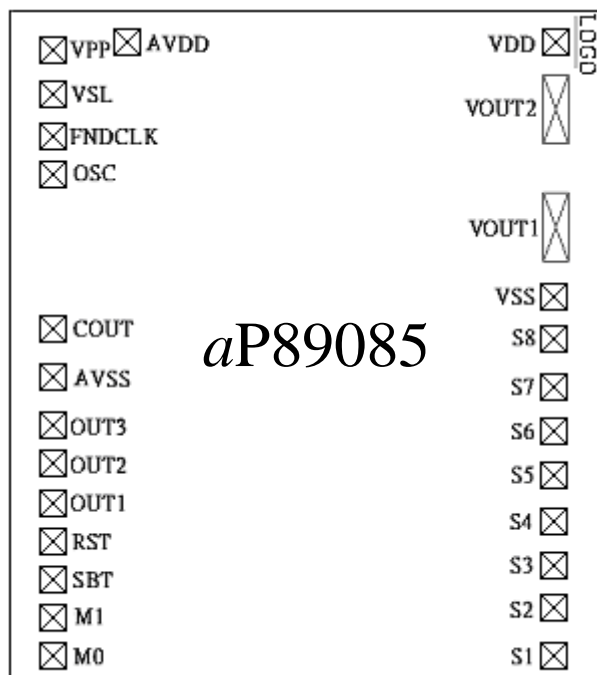 VPP AVDD VDD LOGO
VSL VOUT2
FNDCLK
OSC
VOUT1
VSS
COUT aP89085 S8
AVSS S7
OUT3 S6
OUT2 S5
OUT1 S4
RST S3
SBT S2
M1
M0 S1